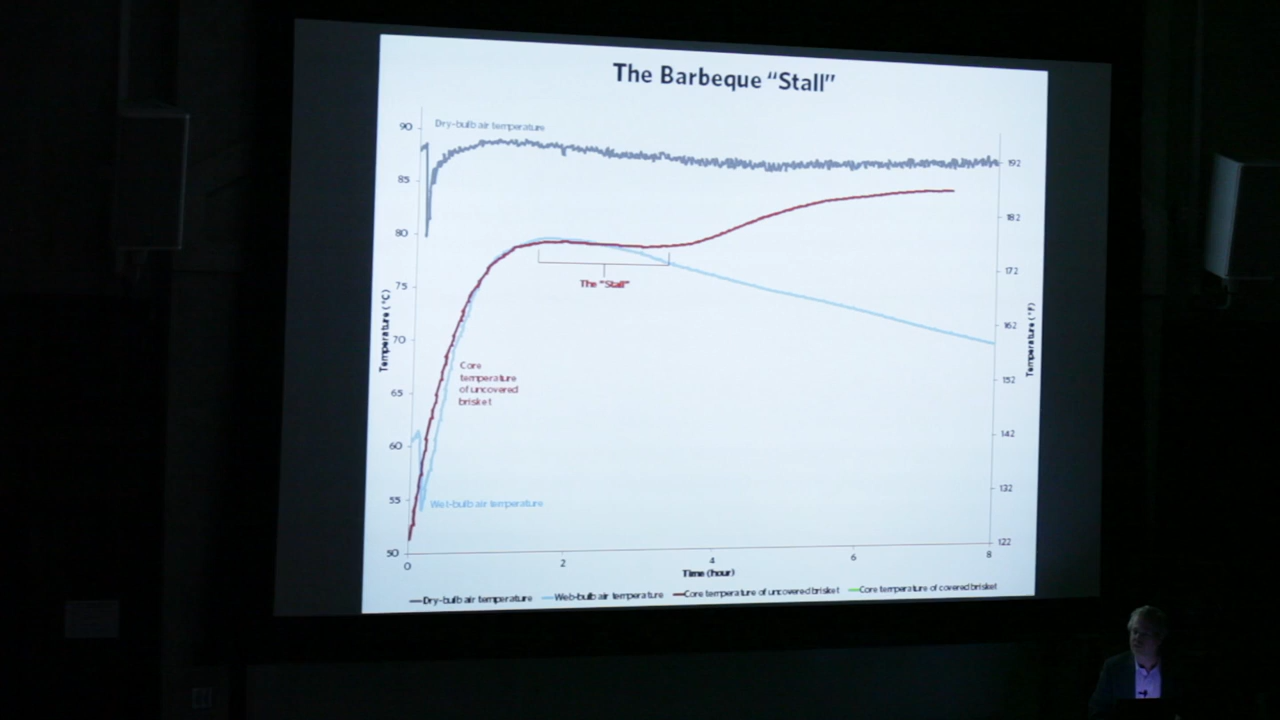 The Barbeque “Stall”
Dry-bulb air temperature
90
85
80
75
70
65
60
55
50
Temperature (°C)
192
182
172
162
152
142
132
122
Temperature (°F)
The "Stall"
Core
temperature
of uncovered
brisket
Wet-bulb air temperature
0
2
4
6
8
Time (hour)
Dry-bulb air temperature
Web-bulb air temperature
Core temperature of uncovered brisket
Core temperature of covered brisket